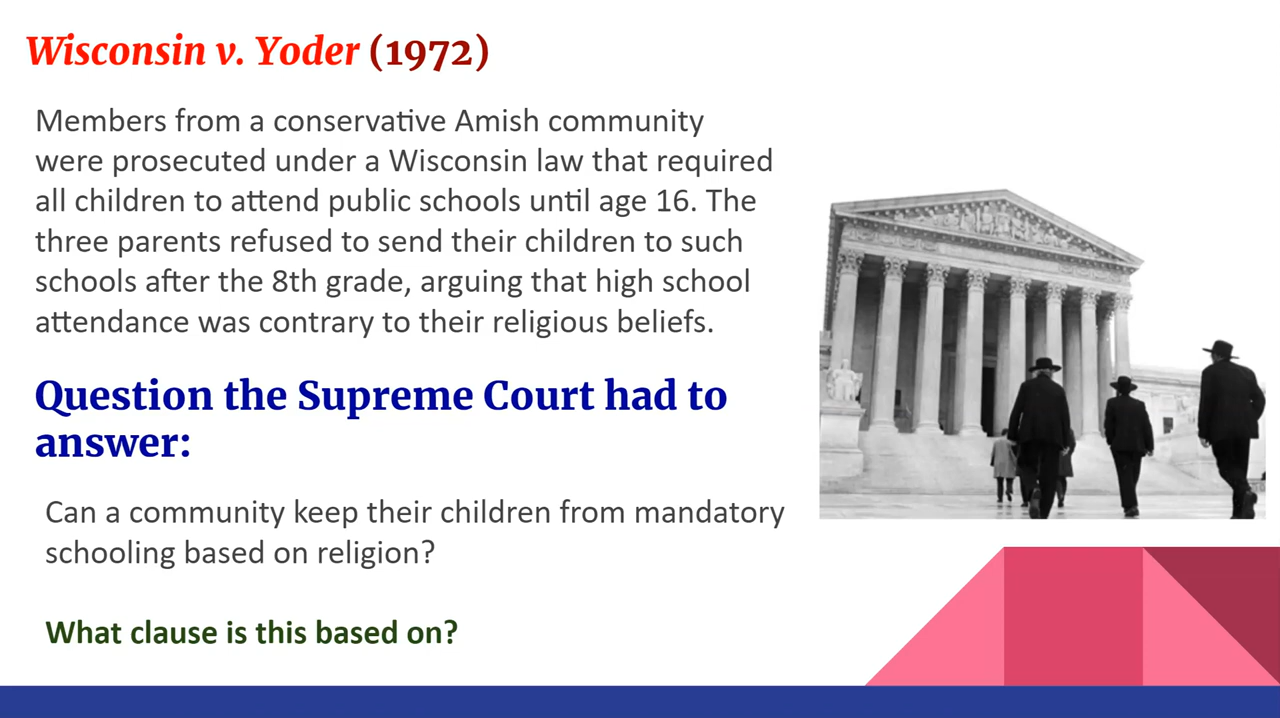 Wisconsin v. Yoder (1972)
Members from a conservative Amish community
were prosecuted under a Wisconsin law that required
all children to attend public schools until age 16. The
three parents refused to send their children to such
schools after the 8th grade, arguing that high school
attendance was contrary to their religious beliefs.
Question the Supreme Court had to
answer:
Can a community keep their children from mandatory
schooling based on religion?
What clause is this based on?